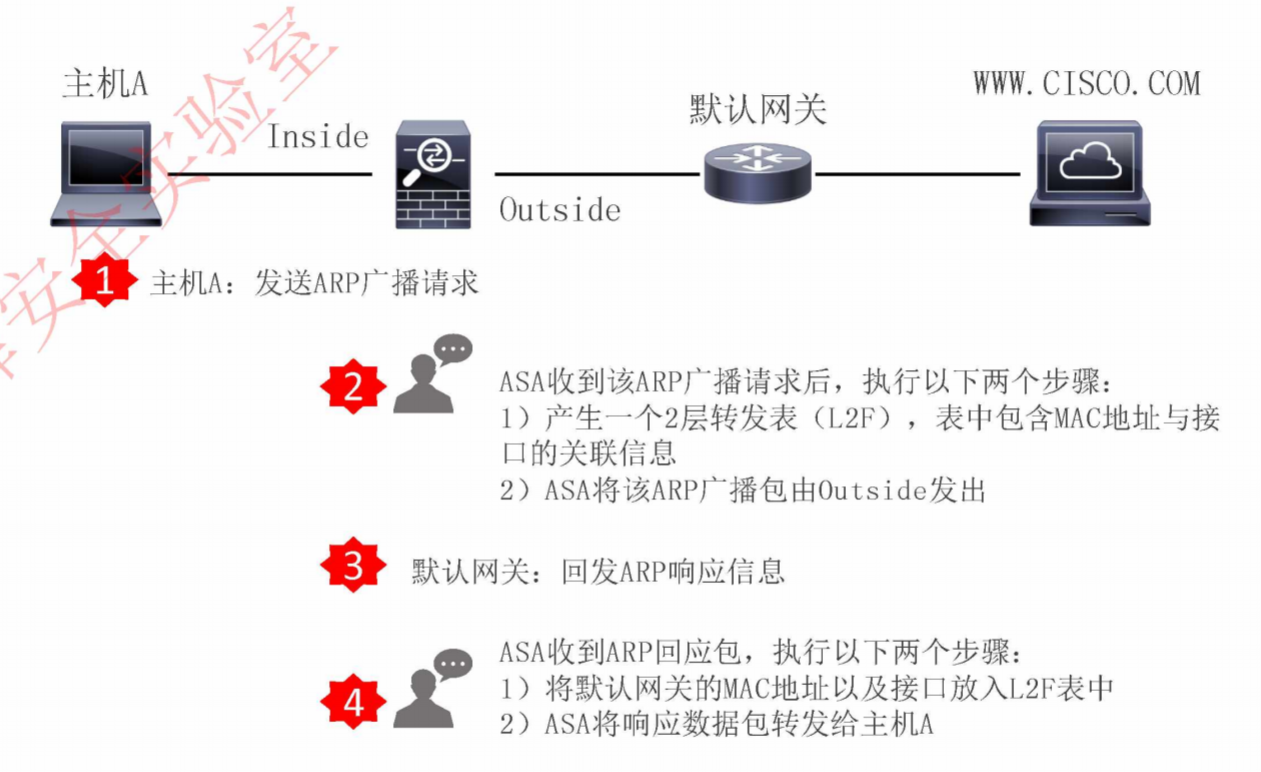 主机A
Inside
Outside
默认网关
WWW.CISCO.COM
安全实验室
1 主机A：发送ARP广播请求
2
ASA收到该ARP广播请求后，执行以下两个步骤：
1）产生一个2层转发表（L2F），表中包含MAC地址与接
口的关联信息
2）ASA将该ARP广播包由Outside发出
3 默认网关：回发ARP响应信息
4
ASA收到ARP回应包，执行以下两个步骤：
1）将默认网关的MAC地址以及接口放入L2F表中
2）ASA将响应数据包转发给主机A